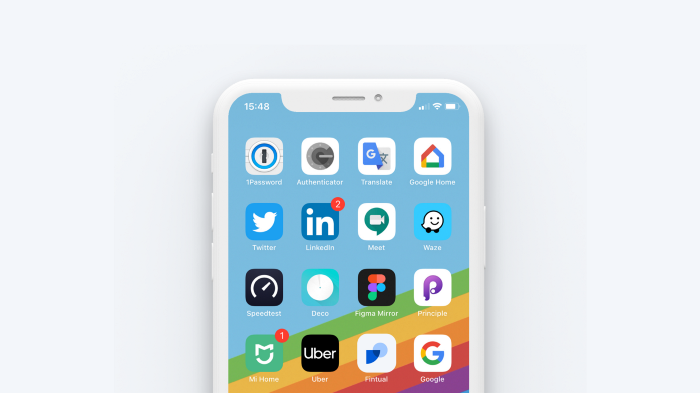 15:48
1Password Authenticator Translate Google Home
in 2
Twitter LinkedIn Meet Waze
Speedtest Deco Figma Mirror Principle
1
Uber
Mi Home Uber Fintual Google